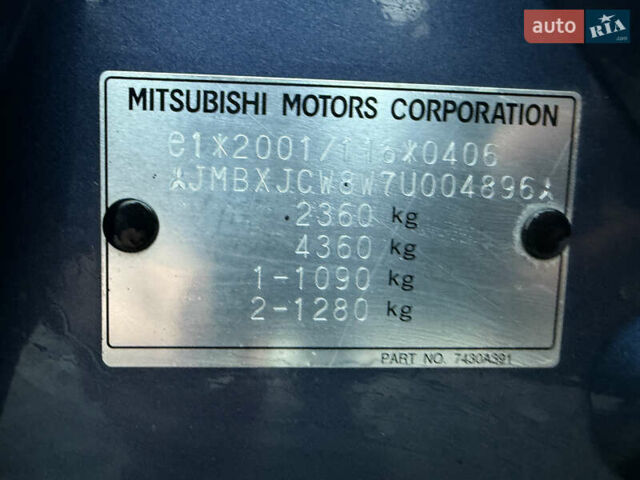 auto RIA .com
MITSUBISHI MOTORS CORPORATION
e1*2001/116*0406
*JMBXJCW8W7U004896*
2360 kg
4360 kg
1-1090 kg
2-1280 kg
PART NO. 7430A391